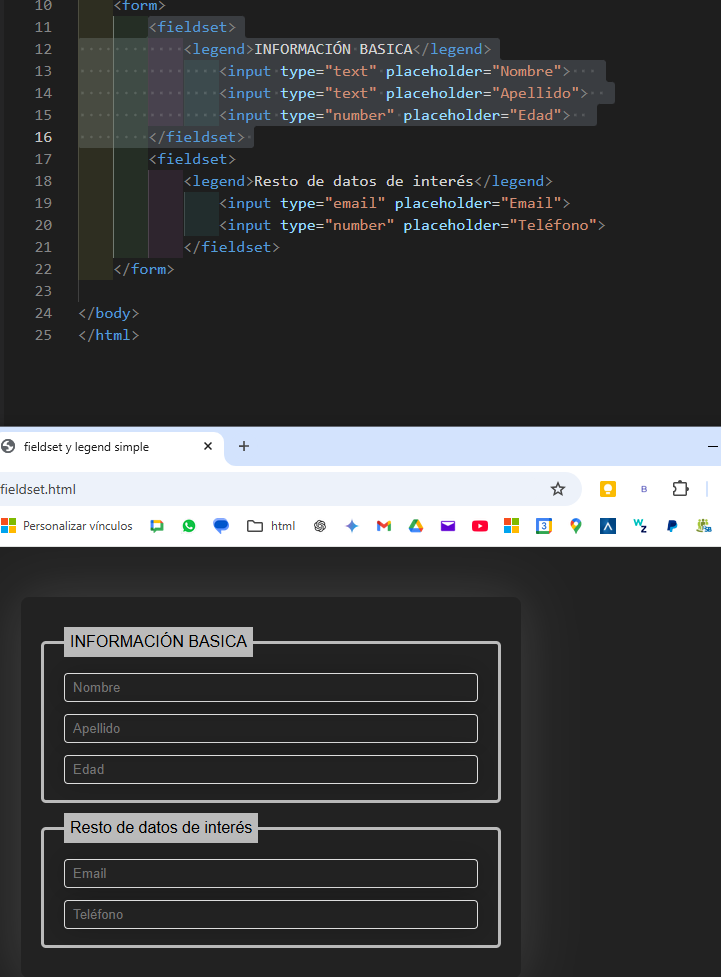 10 <form>
11 <fieldset>
12 <legend>INFORMACIÓN BASICA</legend>
13 <input type="text" placeholder="Nombre">
14 <input type="text" placeholder="Apellido">
15 <input type="number" placeholder="Edad">
16 </fieldset>
17 <fieldset>
18 <legend>Resto de datos de interés</legend>
19 <input type="email" placeholder="Email">
20 <input type="number" placeholder="Teléfono">
21 </fieldset>
22 </form>
23
24 </body>
25 </html>
fieldset y legend simple
fieldset.html
B
Personalizar vínculos
html
3
INFORMACIÓN BASICA
Nombre
Apellido
Edad
Resto de datos de interés
Email
Teléfono